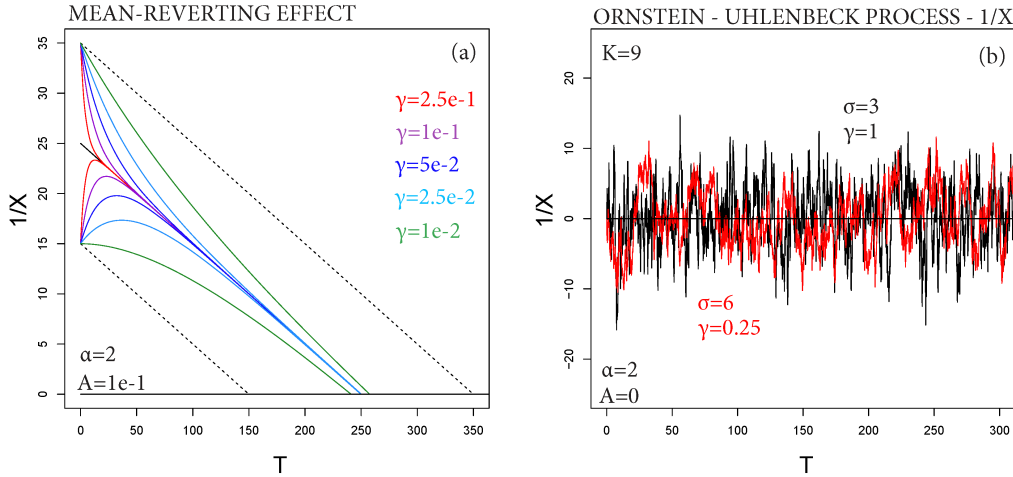 MEAN-REVERTING EFFECT
(a)
35
30
25
20
15
10
5
0
1/X
γ=2.5e-1
γ=1e-1
γ=5e-2
γ=2.5e-2
γ=1e-2
α=2
A=1e-1
0 50 100 150 200 250 300 350
T
ORNSTEIN - UHLENBECK PROCESS - 1/X
K=9
(b)
20
10
0
-10
-20
1/X
σ=3
γ=1
σ=6
γ=0.25
α=2
A=0
0 50 100 150 200 250 300
T